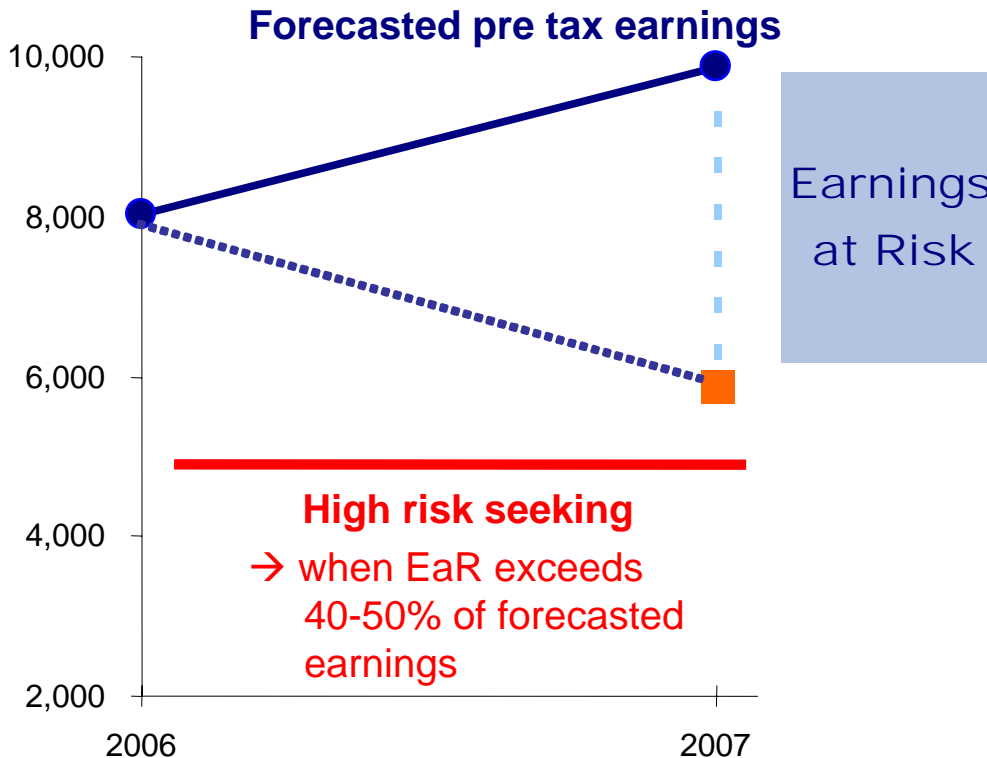 Forecasted pre tax earnings
10,000
8,000
6,000
4,000
2,000
Earnings
at Risk
High risk seeking
→ when EaR exceeds
40-50% of forecasted
earnings
2006
2007